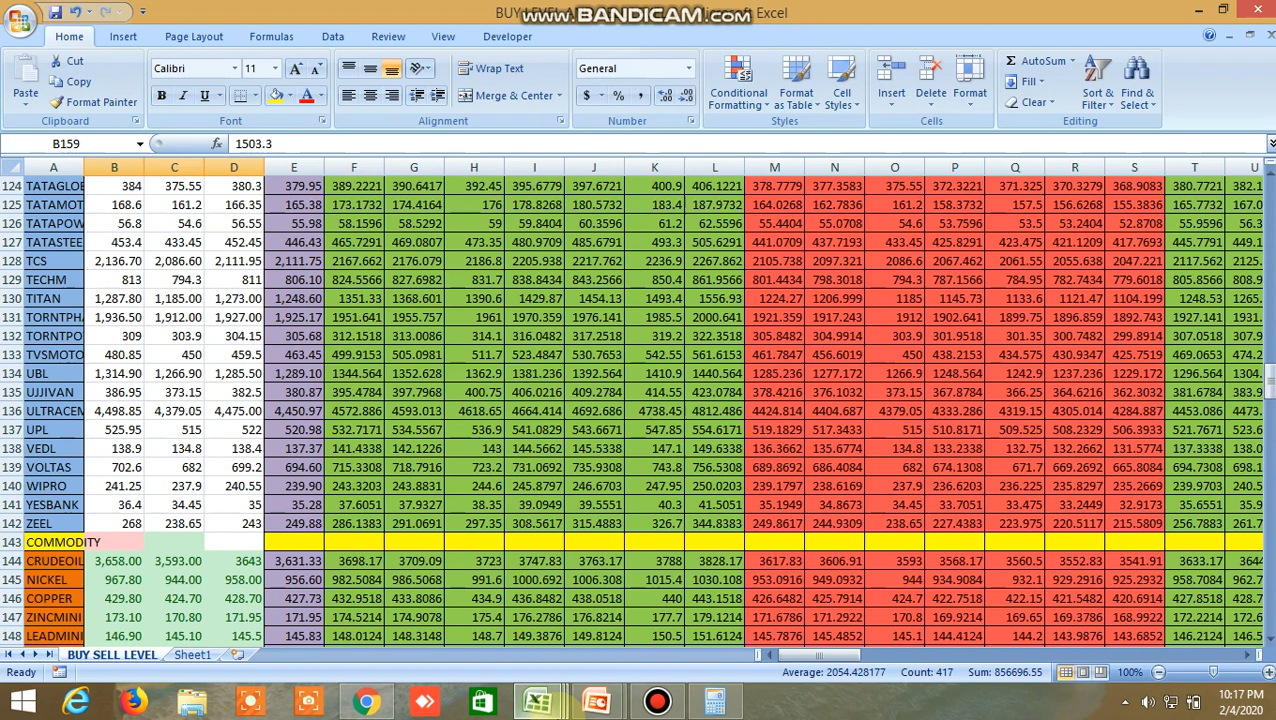 BUY LEVEL
www.BANDICAM.com
Microsoft Excel
Home Insert Page Layout Formulas Data Review View Developer
Paste Cut Copy Format Painter Clipboard
Calibri 11 B I U A A A Font
Wrap Text Merge & Center Alignment
General $ % , Number
Conditional Formatting Format as Table Cell Styles Styles
Insert Delete Format Cells
Σ AutoSum Fill Clear Sort & Filter Find & Select Editing
B159 fx 1503.3
A B C D E F G H I J K L M N O P Q R S T U
124 TATAGLOE 384 375.55 380.3 379.95 389.2221 390.6417 392.45 395.6779 397.6721 400.9 406.1221 378.7779 377.3583 375.55 372.3221 371.325 370.3279 368.9083 380.7721 382.1
125 TATAMOT 168.6 161.2 166.35 165.38 173.1732 174.4164 176 178.8268 180.5732 183.4 187.9732 164.0268 162.7836 161.2 158.3732 157.5 156.6268 155.3836 165.7732 167.0
126 TATAPOW 56.8 54.6 56.55 55.98 58.1596 58.5292 59 59.8404 60.3596 61.2 62.5596 55.4404 55.0708 54.6 53.7596 53.5 53.2404 52.8708 55.9596 56.3
127 TATASTEE 453.4 433.45 452.45 446.43 465.7291 469.0807 473.35 480.9709 485.6791 493.3 505.6291 441.0709 437.7193 433.45 425.8291 423.475 421.1209 417.7693 445.7791 449.1
128 TCS 2,136.70 2,086.60 2,111.95 2,111.75 2167.662 2176.079 2186.8 2205.938 2217.762 2236.9 2267.862 2105.738 2097.321 2086.6 2067.462 2061.55 2055.638 2047.221 2117.562 2125.
129 TECHM 813 794.3 811 806.10 824.5566 827.6982 831.7 838.8434 843.2566 850.4 861.9566 801.4434 798.3018 794.3 787.1566 784.95 782.7434 779.6018 805.8566 808.9
130 TITAN 1,287.80 1,185.00 1,273.00 1,248.60 1351.33 1368.601 1390.6 1429.87 1454.13 1493.4 1556.93 1224.27 1206.999 1185 1145.73 1133.6 1121.47 1104.199 1248.53 1265.
131 TORNTPHA 1,936.50 1,912.00 1,927.00 1,925.17 1951.641 1955.757 1961 1970.359 1976.141 1985.5 2000.641 1921.359 1917.243 1912 1902.641 1899.75 1896.859 1892.743 1927.141 1931.
132 TORNTPO 309 303.9 304.15 305.68 312.1518 313.0086 314.1 316.0482 317.2518 319.2 322.3518 305.8482 304.9914 303.9 301.9518 301.35 300.7482 299.8914 307.0518 307.9
133 TVSMOTO 480.85 450 459.5 463.45 499.9153 505.0981 511.7 523.4847 530.7653 542.55 561.6153 461.7847 456.6019 450 438.2153 434.575 430.9347 425.7519 469.0653 474.2
134 UBL 1,314.90 1,266.90 1,285.50 1,289.10 1344.564 1352.628 1362.9 1381.236 1392.564 1410.9 1440.564 1285.236 1277.172 1266.9 1248.564 1242.9 1237.236 1229.172 1296.564 1304.
135 UJJIVAN 386.95 373.15 382.5 380.87 395.4784 397.7968 400.75 406.0216 409.2784 414.55 423.0784 378.4216 376.1032 373.15 367.8784 366.25 364.6216 362.3032 381.6784 383.9
136 ULTRACEM 4,498.85 4,379.05 4,475.00 4,450.97 4572.886 4593.013 4618.65 4664.414 4692.686 4738.45 4812.486 4424.814 4404.687 4379.05 4333.286 4319.15 4305.014 4284.887 4453.086 4473.
137 UPL 525.95 515 522 520.98 532.7171 534.5567 536.9 541.0829 543.6671 547.85 554.6171 519.1829 517.3433 515 510.8171 509.525 508.2329 506.3933 521.7671 523.6
138 VEDL 138.9 134.8 138.4 137.37 141.4338 142.1226 143 144.5662 145.5338 147.1 149.6338 136.3662 135.6774 134.8 133.2338 132.75 132.2662 131.5774 137.3338 138.0
139 VOLTAS 702.6 682 699.2 694.60 715.3308 718.7916 723.2 731.0692 735.9308 743.8 756.5308 689.8692 686.4084 682 674.1308 671.7 669.2692 665.8084 694.7308 698.1
140 WIPRO 241.25 237.9 240.55 239.90 243.3203 243.8831 244.6 245.8797 246.6703 247.95 250.0203 239.1797 238.6169 237.9 236.6203 236.225 235.8297 235.2669 239.9703 240.5
141 YESBANK 36.4 34.45 35 35.28 37.6051 37.9327 38.35 39.0949 39.5551 40.3 41.5051 35.1949 34.8673 34.45 33.7051 33.475 33.2449 32.9173 35.6551 35.9
142 ZEEL 268 238.65 243 249.88 286.1383 291.0691 297.35 308.5617 315.4883 326.7 344.8383 249.8617 244.9309 238.65 227.4383 223.975 220.5117 215.5809 256.7883 261.7
143 COMMODITY
144 CRUDEOIL 3,658.00 3,593.00 3643 3,631.33 3698.17 3709.09 3723 3747.83 3763.17 3788 3828.17 3617.83 3606.91 3593 3568.17 3560.5 3552.83 3541.91 3633.17 3644
145 NICKEL 967.80 944.00 958.00 956.60 982.5084 986.5068 991.6 1000.692 1006.308 1015.4 1030.108 953.0916 949.0932 944 934.9084 932.1 929.2916 925.2932 958.7084 962.7
146 COPPER 429.80 424.70 428.70 427.73 432.9518 433.8086 434.9 436.8482 438.0518 440 443.1518 426.6482 425.7914 424.7 422.7518 422.15 421.5482 420.6914 428.7518 429.6
147 ZINCMINI 173.10 170.80 171.95 171.95 174.5214 174.9078 175.4 176.2786 176.8214 177.7 179.1214 171.6786 171.2922 170.8 169.9214 169.65 169.3786 168.9922 172.2214 172.6
148 LEADMINI 146.90 145.10 145.5 145.83 148.0124 148.3148 148.7 149.3876 149.8124 150.5 151.6124 145.7876 145.4852 145.1 144.4124 144.2 143.9876 143.6852 146.2124 146.5
BUY SELL LEVEL Sheet1
Ready Average: 2054.428177 Count: 417 Sum: 856696.55 100%
10:17 PM
2/4/2020